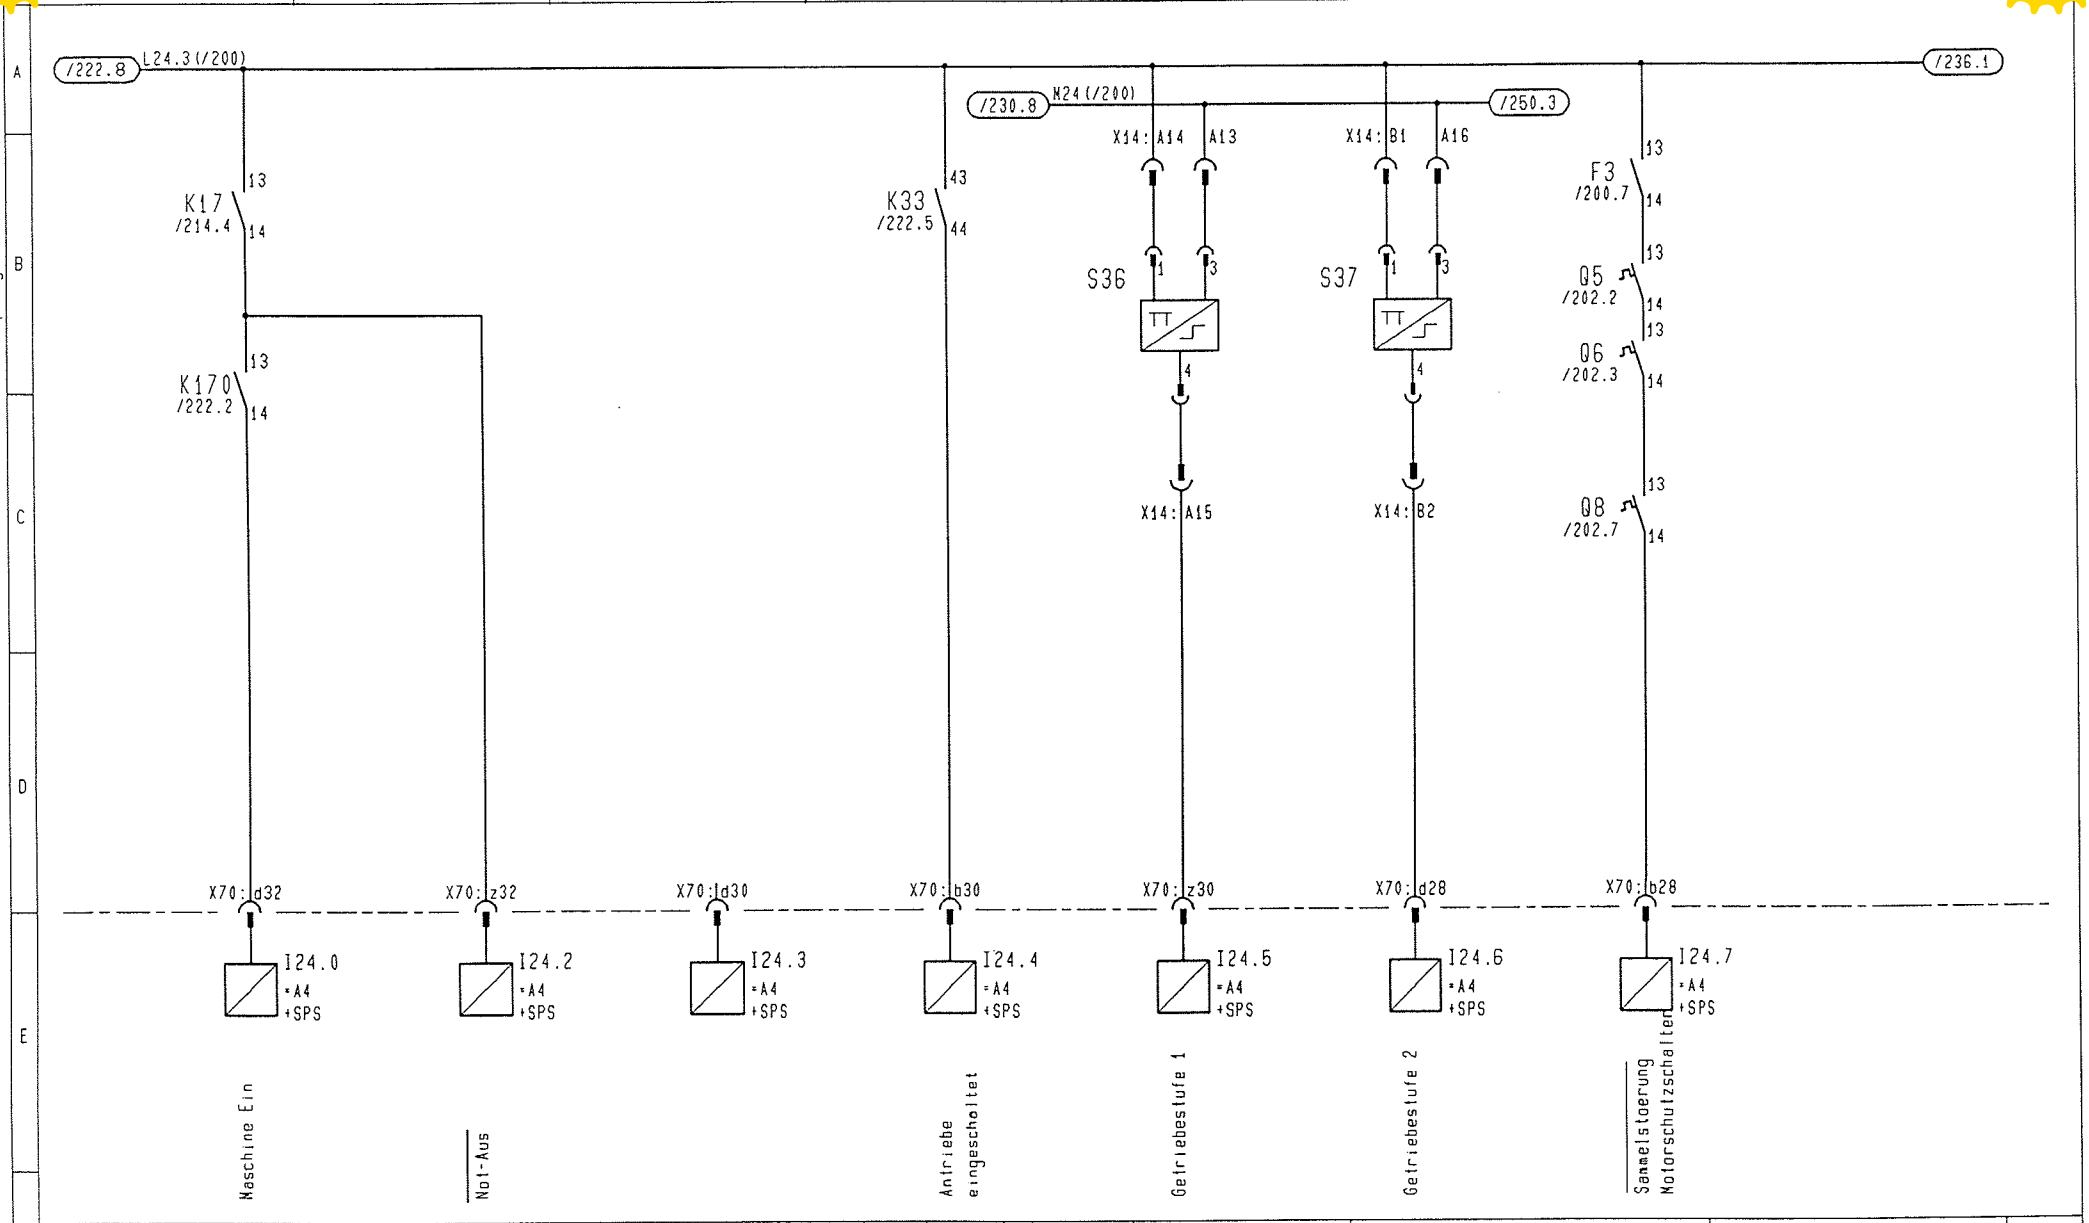 A
/222.8
L24.3(/200)
/236.1
/230.8
M24(/200)
/250.3
X14:A14
A13
X14:B1
A16
13
K17
/214.4
14
43
K33
/222.5
44
13
F3
/200.7
14
B
S36
1
3
S37
1
3
13
Q5
/202.2
14
13
Q6
/202.3
14
13
K170
/222.2
14
4
4
C
X14:A15
X14:B2
13
Q8
/202.7
14
D
X70:d32
X70:z32
X70:d30
X70:b30
X70:z30
X70:d28
X70:b28
E
I24.0
=A4
+SPS
I24.2
=A4
+SPS
I24.3
=A4
+SPS
I24.4
=A4
+SPS
I24.5
=A4
+SPS
I24.6
=A4
+SPS
I24.7
=A4
+SPS
Maschine Ein
Not-Aus
Antriebe
eingeschaltet
Getriebestufe 1
Getriebestufe 2
Sammelstoerung
Motorschutzschalter